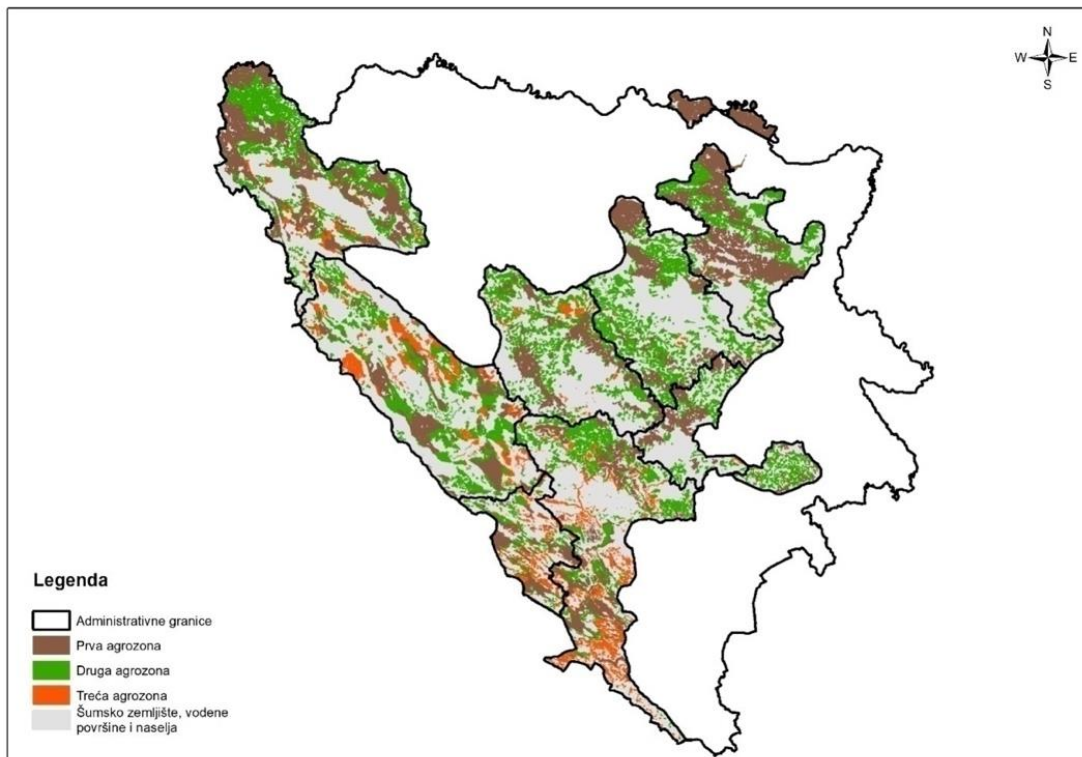 N
W E
S
Legenda
Administrativne granice
Prva agrozona
Druga agrozona
Treća agrozona
Šumsko zemljište, vodene
površine i naselja